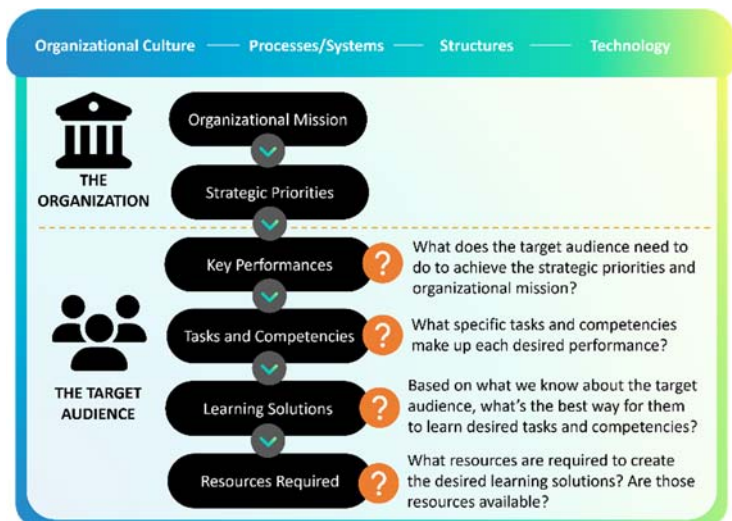 Organizational Culture — Processes/Systems — Structures — Technology
THE
ORGANIZATION
Organizational Mission
Strategic Priorities
THE TARGET
AUDIENCE
Key Performances
?
What does the target audience need to
do to achieve the strategic priorities and
organizational mission?
Tasks and Competencies
?
What specific tasks and competencies
make up each desired performance?
Learning Solutions
?
Based on what we know about the target
audience, what's the best way for them
to learn desired tasks and competencies?
Resources Required
?
What resources are required to create
the desired learning solutions? Are those
resources available?